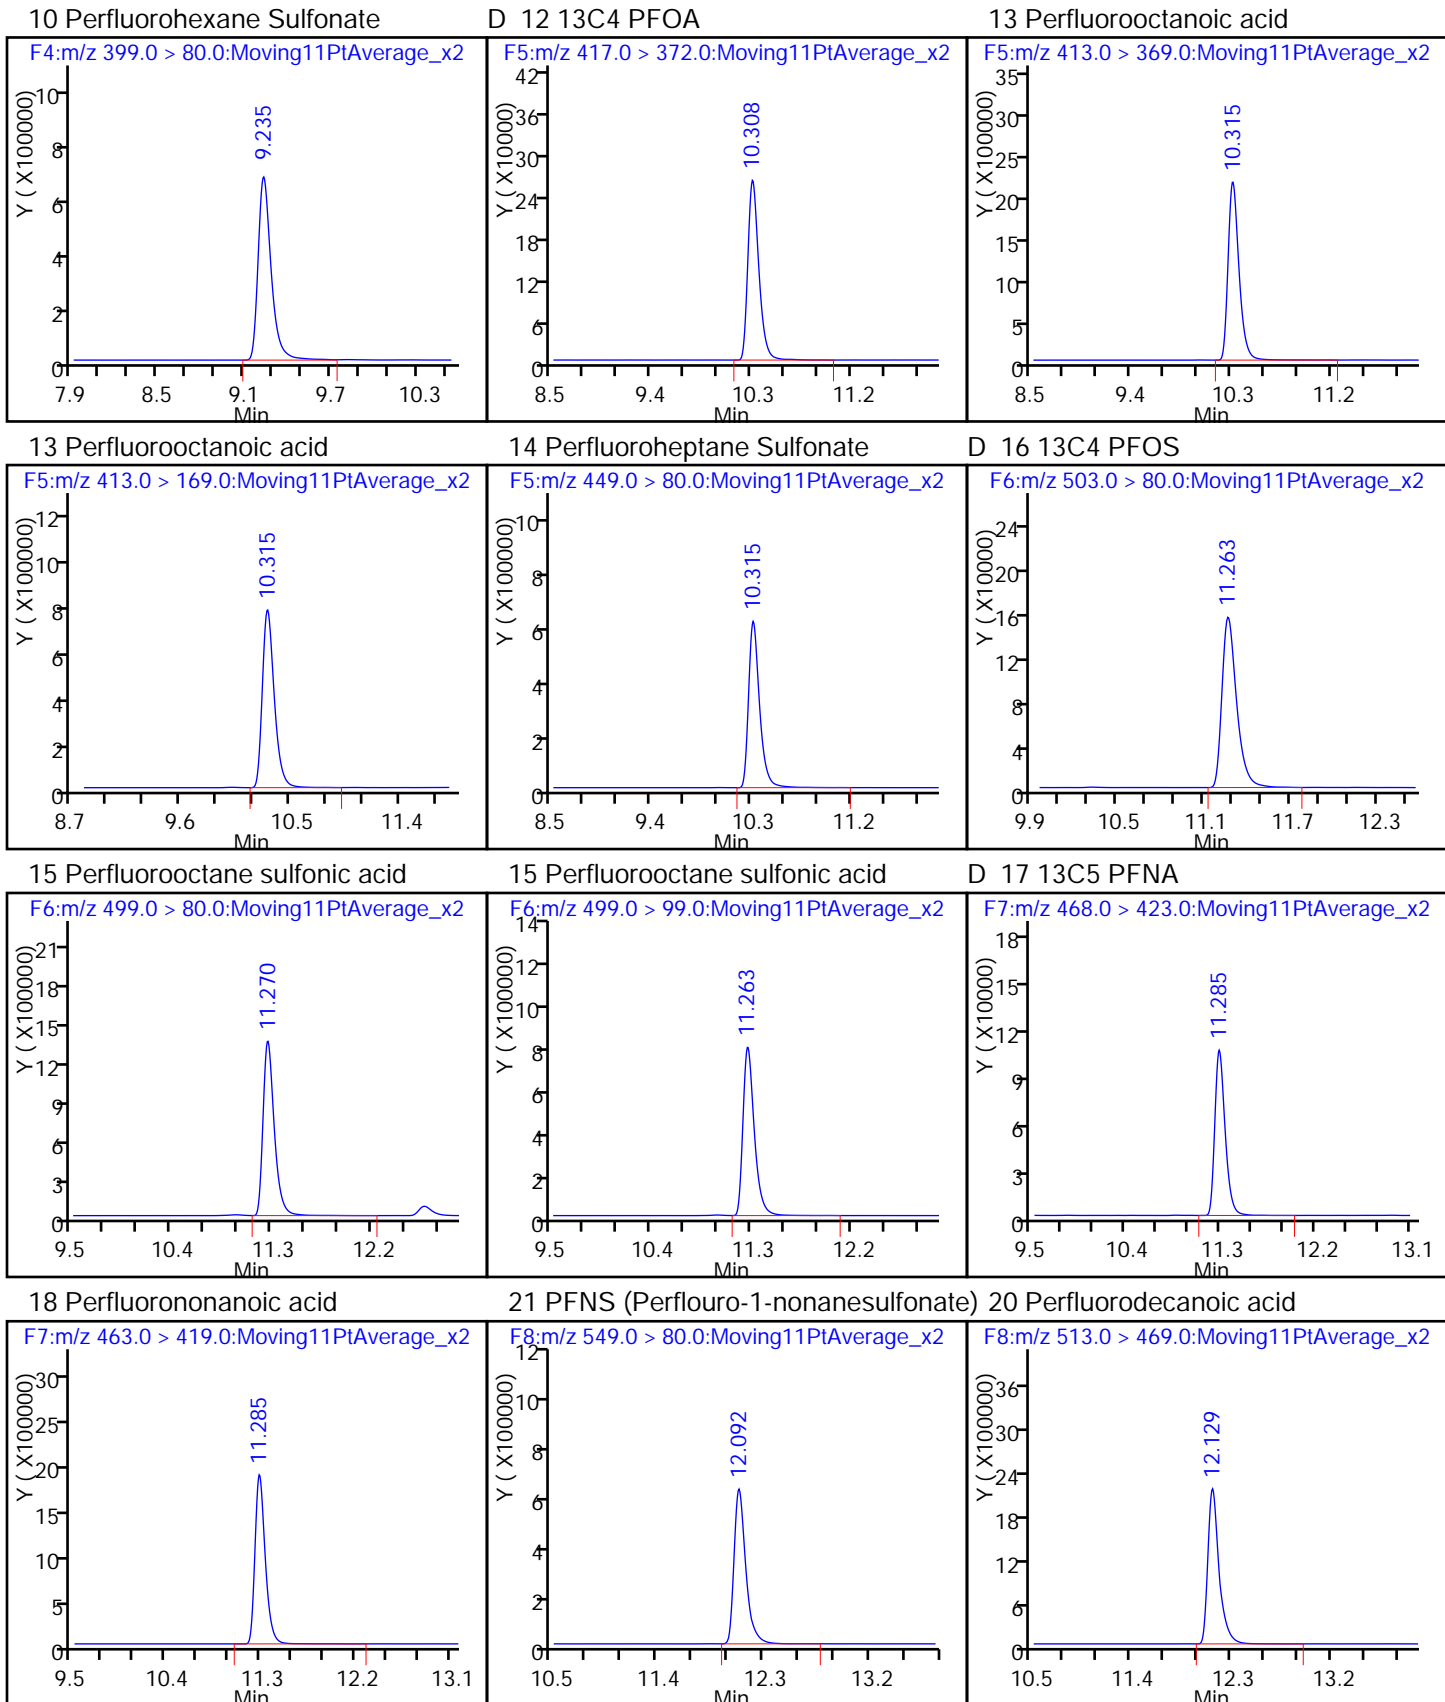 10 Perfluorohexane Sulfonate
F4:m/z 399.0 > 80.0:Moving11PtAverage_x2
Y ( X100000)
10
8
6
4
2
0
9.235
7.9 8.5 9.1 9.7 10.3
Min
D 12 13C4 PFOA
F5:m/z 417.0 > 372.0:Moving11PtAverage_x2
Y ( X100000)
42
36
30
24
18
12
6
0
10.308
8.5 9.4 10.3 11.2
Min
13 Perfluorooctanoic acid
F5:m/z 413.0 > 369.0:Moving11PtAverage_x2
Y ( X100000)
35
30
25
20
15
10
5
0
10.315
8.5 9.4 10.3 11.2
Min
13 Perfluorooctanoic acid
F5:m/z 413.0 > 169.0:Moving11PtAverage_x2
Y ( X100000)
12
10
8
6
4
2
0
10.315
8.7 9.6 10.5 11.4
Min
14 Perfluoroheptane Sulfonate
F5:m/z 449.0 > 80.0:Moving11PtAverage_x2
Y ( X100000)
10
8
6
4
2
0
10.315
8.5 9.4 10.3 11.2
Min
D 16 13C4 PFOS
F6:m/z 503.0 > 80.0:Moving11PtAverage_x2
Y ( X100000)
24
20
16
12
8
4
0
11.263
9.9 10.5 11.1 11.7 12.3
Min
15 Perfluorooctane sulfonic acid
F6:m/z 499.0 > 80.0:Moving11PtAverage_x2
Y ( X100000)
21
18
15
12
9
6
3
0
11.270
9.5 10.4 11.3 12.2
Min
15 Perfluorooctane sulfonic acid
F6:m/z 499.0 > 99.0:Moving11PtAverage_x2
Y ( X100000)
14
12
10
8
6
4
2
0
11.263
9.5 10.4 11.3 12.2
Min
D 17 13C5 PFNA
F7:m/z 468.0 > 423.0:Moving11PtAverage_x2
Y ( X10000)
18
15
12
9
6
3
0
11.285
9.5 10.4 11.3 12.2 13.1
Min
18 Perfluorononanoic acid
F7:m/z 463.0 > 419.0:Moving11PtAverage_x2
Y ( X100000)
30
25
20
15
10
5
0
11.285
9.5 10.4 11.3 12.2 13.1
Min
21 PFNS (Perflouro-1-nonanesulfonate)
F8:m/z 549.0 > 80.0:Moving11PtAverage_x2
Y ( X100000)
12
10
8
6
4
2
0
12.092
10.5 11.4 12.3 13.2
Min
20 Perfluorodecanoic acid
F8:m/z 513.0 > 469.0:Moving11PtAverage_x2
Y ( X100000)
36
30
24
18
12
6
0
12.129
10.5 11.4 12.3 13.2
Min